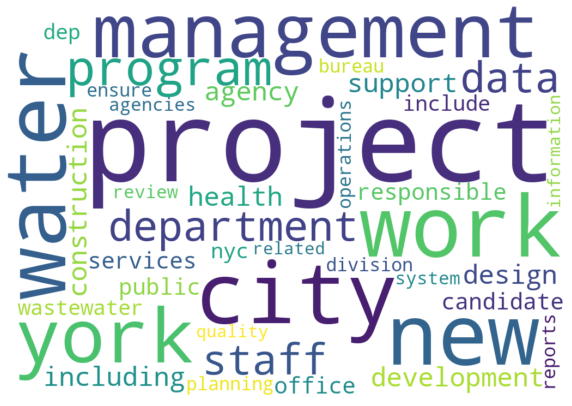 dep
management
program
bureau
support
data
ensure
agencies
agency
include
water
project
construction
operations
information
review
health
responsible
work
department
services
nyc
related
division
system
design
public
city
candidate
wastewater
york
quality
new
reports
staff
including
planning
office
development